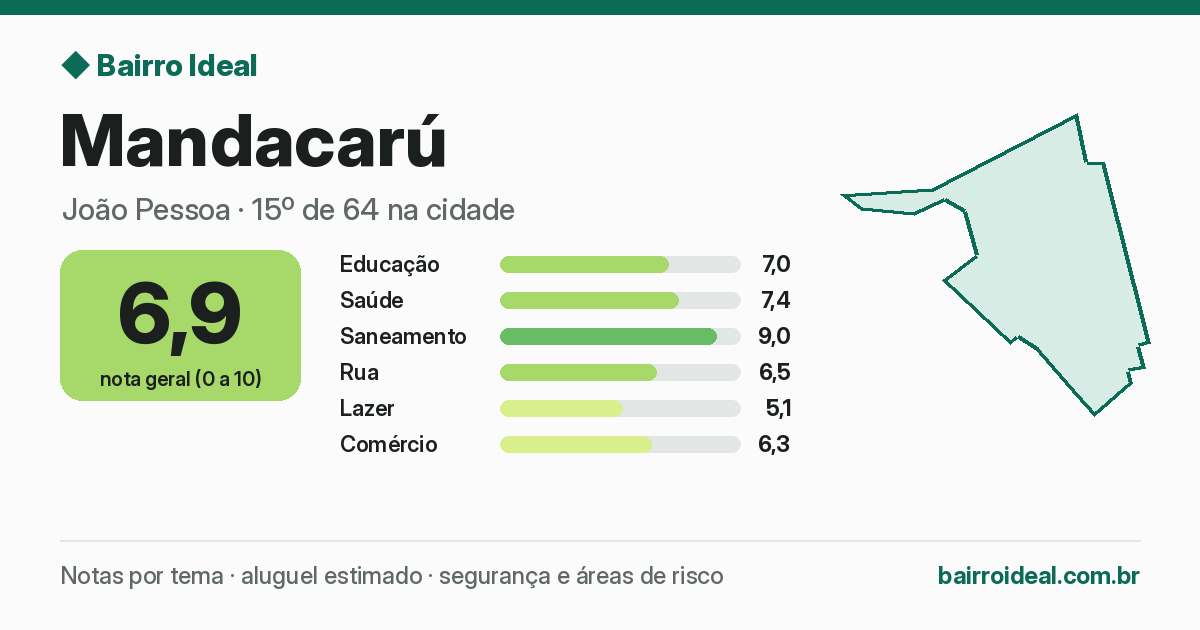 Bairro Ideal
Mandacarú
João Pessoa · 15º de 64 na cidade
6,9
nota geral (0 a 10)
Educação 7,0
Saúde 7,4
Saneamento 9,0
Rua 6,5
Lazer 5,1
Comércio 6,3
Notas por tema · aluguel estimado · segurança e áreas de risco
bairroideal.com.br